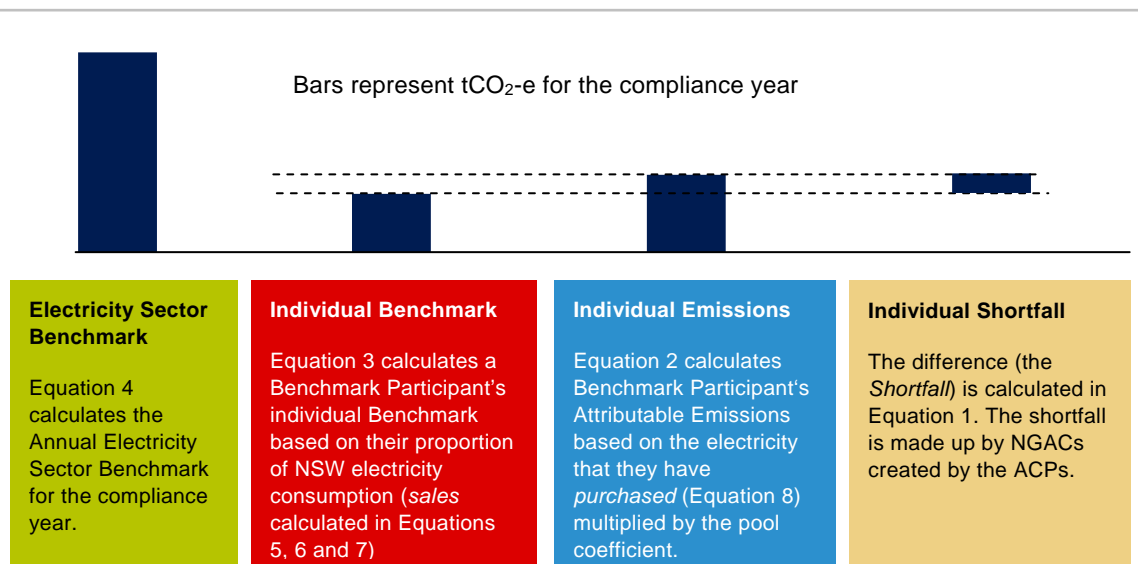 Bars represent tCO₂-e for the compliance year
Electricity Sector
Benchmark
Equation 4
calculates the
Annual Electricity
Sector Benchmark
for the compliance
year.
Individual Benchmark
Equation 3 calculates a
Benchmark Participant's
individual Benchmark
based on their proportion
of NSW electricity
consumption (sales
calculated in Equations
5, 6 and 7)
Individual Emissions
Equation 2 calculates
Benchmark Participant‘s
Attributable Emissions
based on the electricity
that they have
purchased (Equation 8)
multiplied by the pool
coefficient.
Individual Shortfall
The difference (the
Shortfall) is calculated in
Equation 1. The shortfall
is made up by NGACs
created by the ACPs.